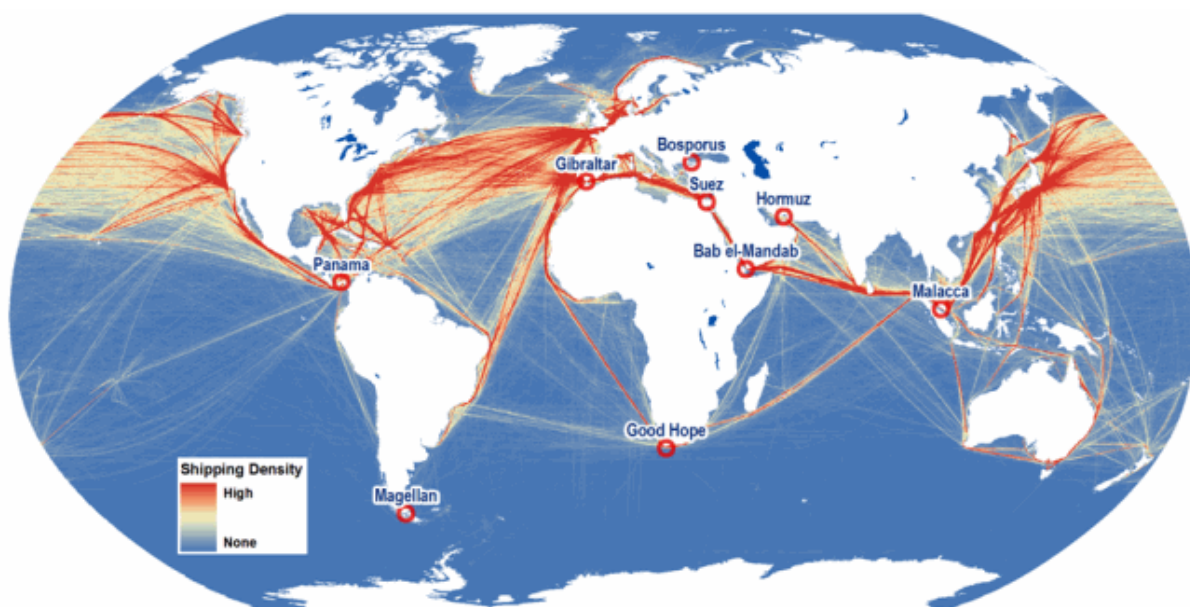 Bosporus
Gibraltar
Suez
Hormuz
Bab el-Mandab
Panama
Malacca
Good Hope
Shipping Density
High
None
Magellan